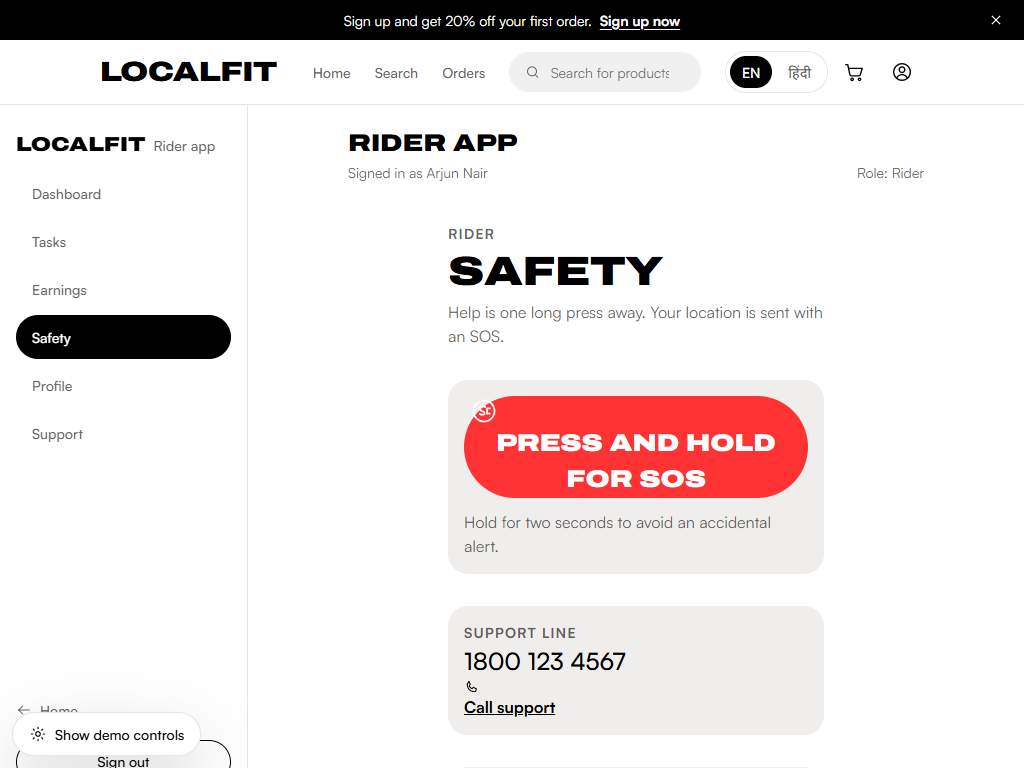 Sign up and get 20% off your first order. Sign up now
LOCALFIT
Home
Search
Orders
Search for products
EN
हिंदी
LOCALFIT Rider app
Dashboard
Tasks
Earnings
Safety
Profile
Support
Home
Show demo controls
Sign out
RIDER APP
Signed in as Arjun Nair
Role: Rider
RIDER
SAFETY
Help is one long press away. Your location is sent with
an SOS.
PRESS AND HOLD
FOR SOS
Hold for two seconds to avoid an accidental
alert.
SUPPORT LINE
1800 123 4567
Call support